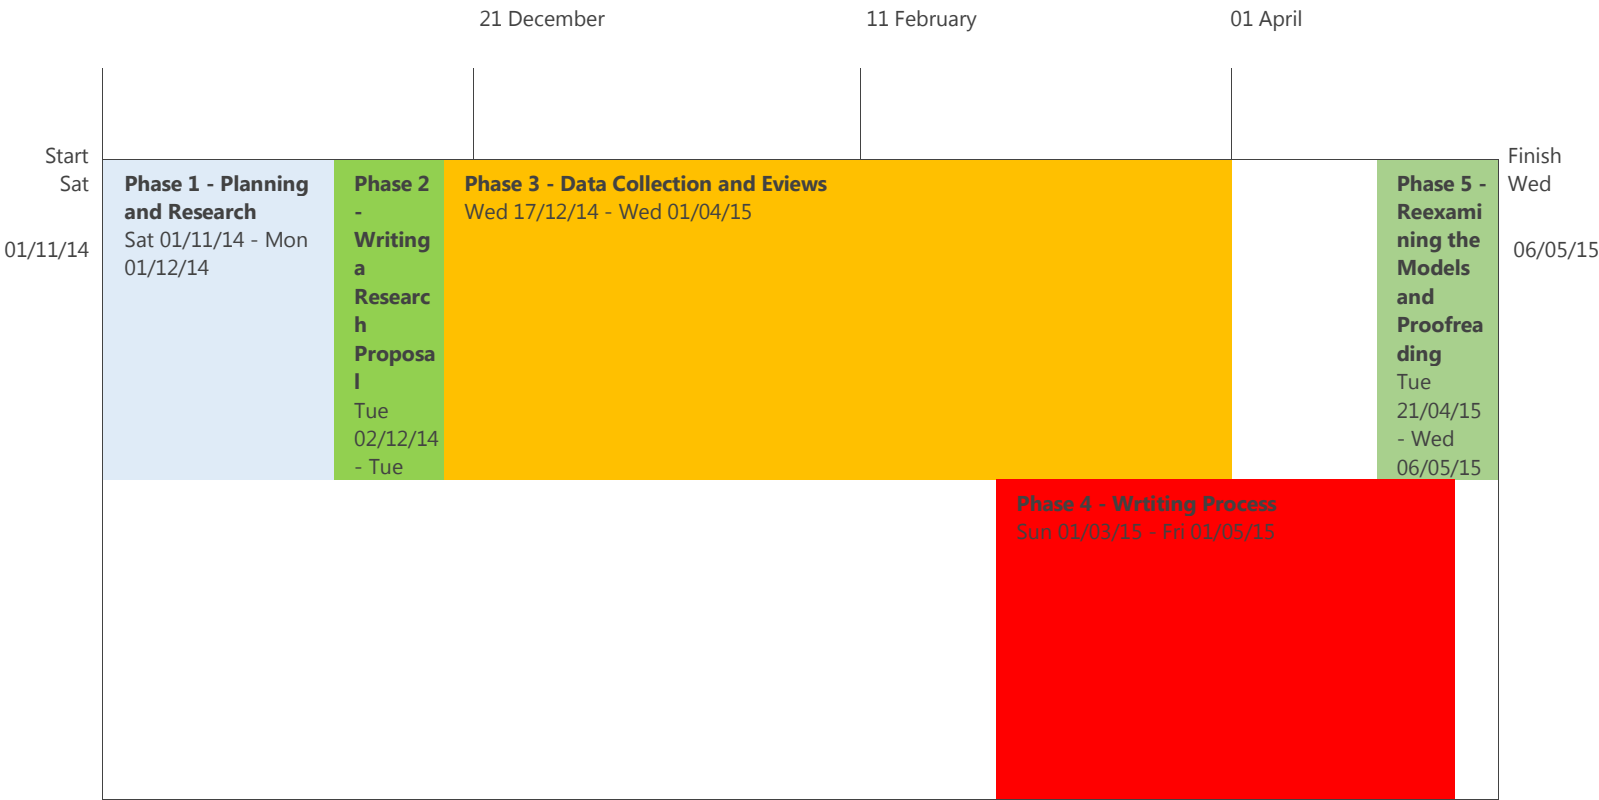 21 December
11 February
01 April
Start
Sat
01/11/14
Phase 1 - Planning
and Research
Sat 01/11/14 - Mon
01/12/14
Phase 2
-
Writing
a
Researc
h
Proposa
l
Tue
02/12/14
- Tue
Phase 3 - Data Collection and Eviews
Wed 17/12/14 - Wed 01/04/15
Phase 5 -
Reexami
ning the
Models
and
Proofrea
ding
Tue
21/04/15
- Wed
06/05/15
Finish
Wed
06/05/15
Phase 4 - Wrtiting Process
Sun 01/03/15 - Fri 01/05/15